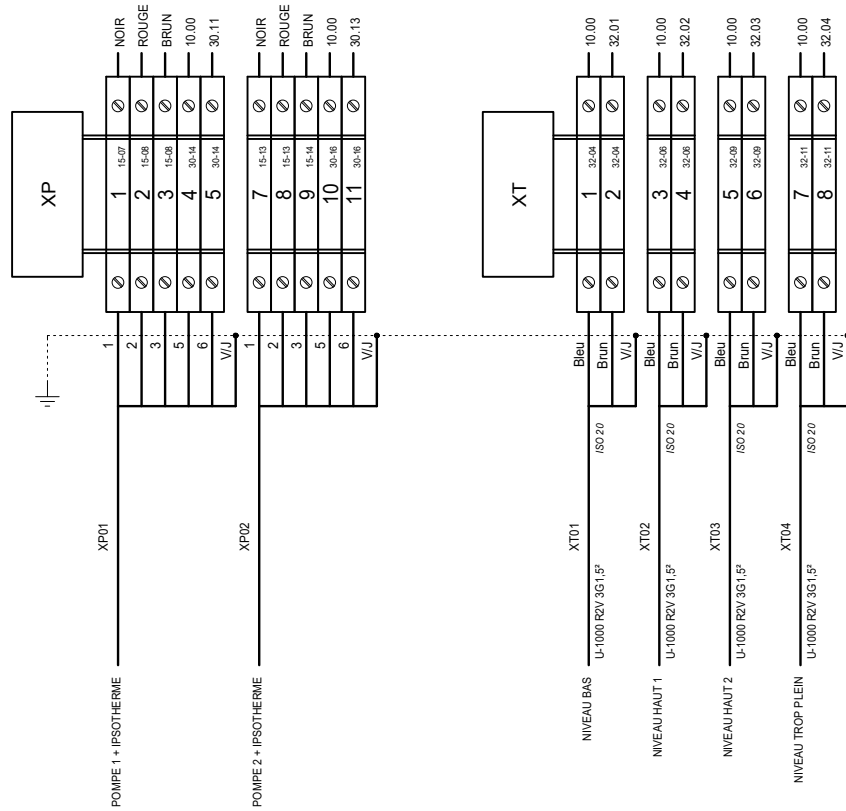 XP
1 1 15-07 NOIR
2 2 15-08 ROUGE
3 3 15-08 BRUN
5 4 30-14 10.00
6 5 30-14 30.11
V/J
XP01
POMPE 1 + IPSOTHERME
1 7 15-13 NOIR
2 8 15-13 ROUGE
3 9 15-14 BRUN
5 10 30-16 10.00
6 11 30-16 30.13
V/J
XP02
POMPE 2 + IPSOTHERME
XT
Bleu 1 32-04 10.00
Brun 2 32-04 32.01
V/J
ISO 20
XT01
U-1000 R2V 3G1,5²
NIVEAU BAS
Bleu 3 32-06 10.00
Brun 4 32-06 32.02
V/J
ISO 20
XT02
U-1000 R2V 3G1,5²
NIVEAU HAUT 1
Bleu 5 32-09 10.00
Brun 6 32-09 32.03
V/J
ISO 20
XT03
U-1000 R2V 3G1,5²
NIVEAU HAUT 2
Bleu 7 32-11 10.00
Brun 8 32-11 32.04
V/J
ISO 20
XT04
U-1000 R2V 3G1,5²
NIVEAU TROP PLEIN